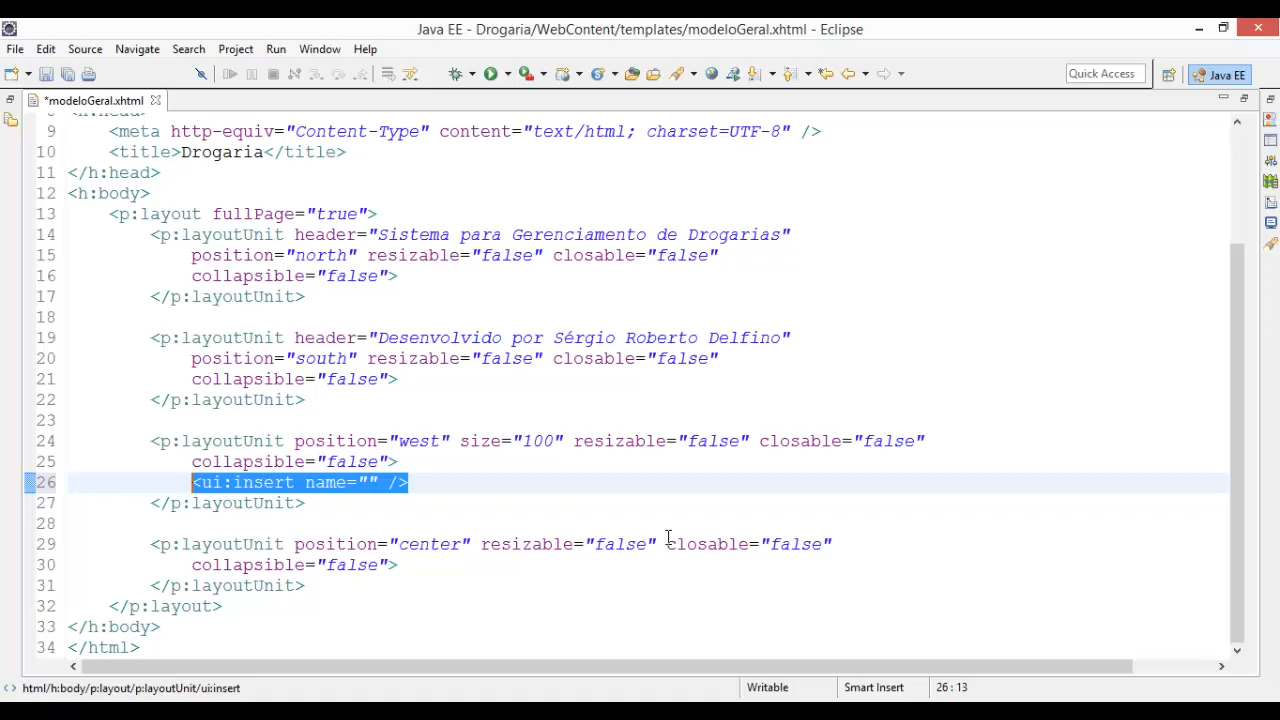 Java EE - Drogaria/WebContent/templates/modeloGeral.xhtml - Eclipse
File Edit Source Navigate Search Project Run Window Help
Quick Access Java EE
*modeloGeral.xhtml
8 <h:head>
9 <meta http-equiv="Content-Type" content="text/html; charset=UTF-8" />
10 <title>Drogaria</title>
11 </h:head>
12 <h:body>
13 <p:layout fullPage="true">
14 <p:layoutUnit header="Sistema para Gerenciamento de Drogarias"
15 position="north" resizable="false" closable="false"
16 collapsible="false">
17 </p:layoutUnit>
18
19 <p:layoutUnit header="Desenvolvido por Sérgio Roberto Delfino"
20 position="south" resizable="false" closable="false"
21 collapsible="false">
22 </p:layoutUnit>
23
24 <p:layoutUnit position="west" size="100" resizable="false" closable="false"
25 collapsible="false">
26 <ui:insert name="" />
27 </p:layoutUnit>
28
29 <p:layoutUnit position="center" resizable="false" closable="false"
30 collapsible="false">
31 </p:layoutUnit>
32 </p:layout>
33 </h:body>
34 </html>
html/h:body/p:layout/p:layoutUnit/ui:insert Writable Smart Insert 26 : 13